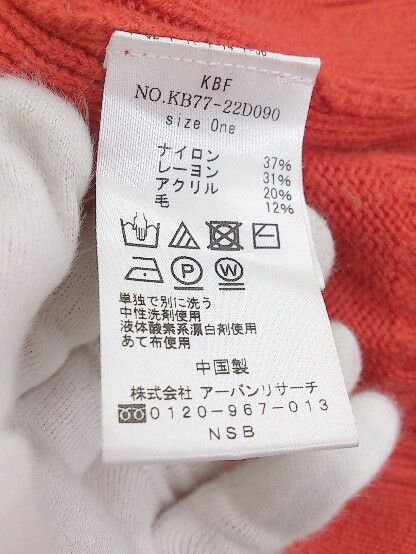 KBF
NO.KB77-22D090
size One
ナイロン 37%
レーヨン 31%
アクリル 20%
毛 12%
P W
単独で別に洗う
中性洗剤使用
液体酸素系漂白剤使用
あて布使用
中国製
株式会社 アーバンリサーチ
0120-967-013
NSB